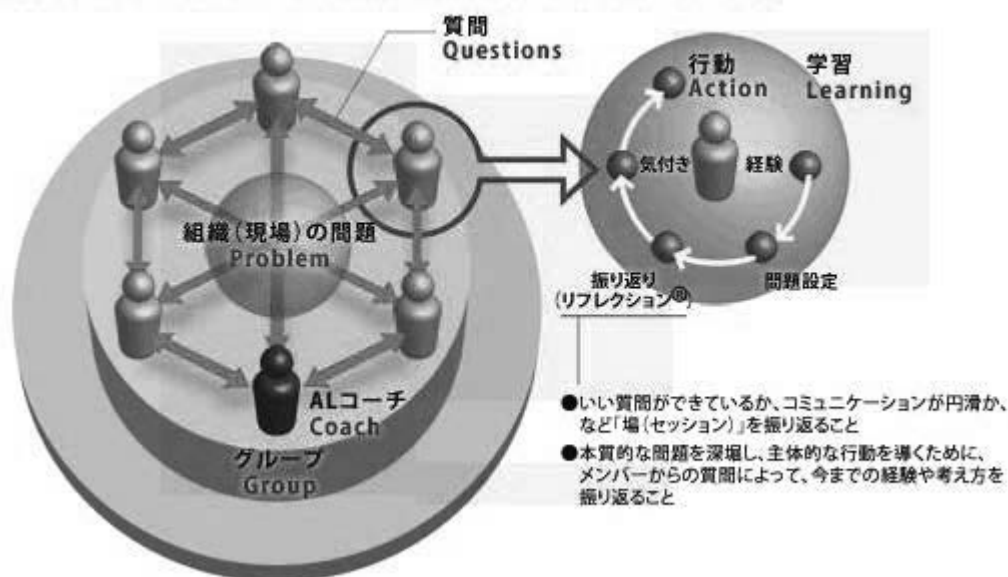 質問
Questions
組織(現場)の問題
Problem
ALコーチ
Coach
グループ
Group
行動
Action
学習
Learning
気付き
経験
振り返り
(リフレクション®)
問題設定
●いい質問ができているか、コミュニケーションが円滑か、
など「場(セッション)」を振り返ること
●本質的な問題を深堀し、主体的な行動を導くために、
メンバーからの質問によって、今までの経験や考え方を
振り返ること